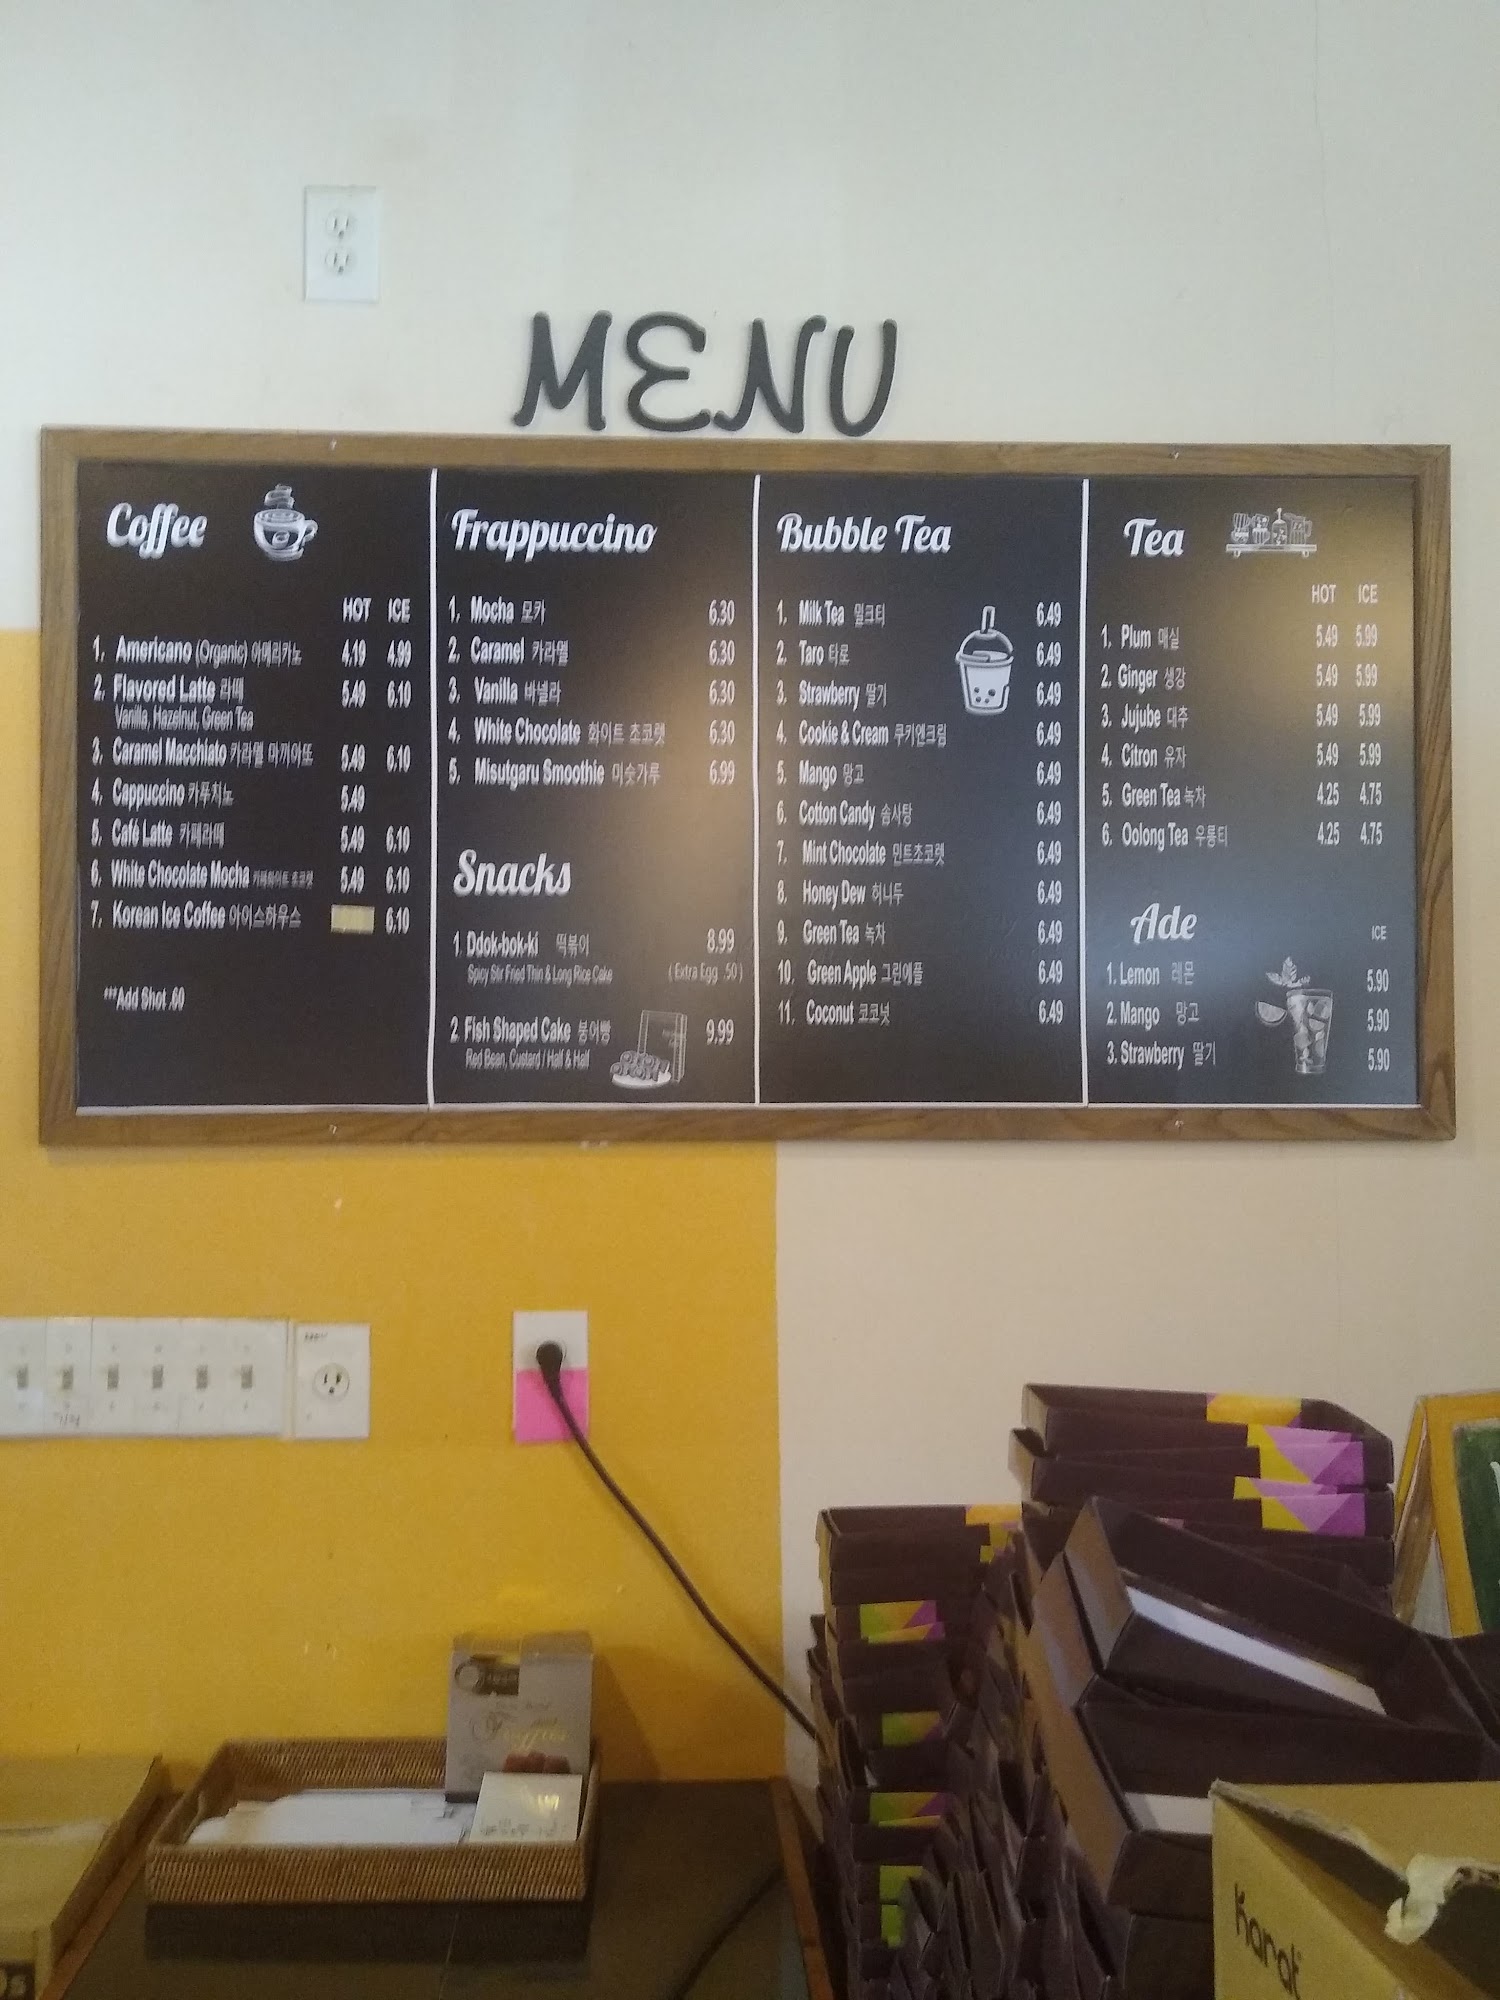 MENU
Coffee
HOT ICE
1. Americano (Organic) 아메리카노 4.19 4.99
2. Flavored Latte 라떼 5.49 6.10
Vanilla, Hazelnut, Green Tea
3. Caramel Macchiato 카라멜 마끼아또 5.49 6.10
4. Cappuccino 카푸치노 5.49
5. Café Latte 카페라떼 5.49 6.10
6. White Chocolate Mocha 카페화이트 초코렛 5.49 6.10
7. Korean Ice Coffee 아이스하우스 6.10
***Add Shot .60
Frappuccino
1. Mocha 모카 6.30
2. Caramel 카라멜 6.30
3. Vanilla 바넬라 6.30
4. White Chocolate 화이트 초코렛 6.30
5. Misutgaru Smoothie 미숫가루 6.99
Snacks
1 Ddok-bok-ki 떡볶이 8.99
Spicy Stir Fried Thin & Long Rice Cake ( Extra Egg .50 )
2 Fish Shaped Cake 붕어빵 9.99
Red Bean, Custard / Half & Half
Bubble Tea
1. Milk Tea 밀크티 6.49
2. Taro 타로 6.49
3. Strawberry 딸기 6.49
4. Cookie & Cream 쿠키앤크림 6.49
5. Mango 망고 6.49
6. Cotton Candy 솜사탕 6.49
7. Mint Chocolate 민트초코렛 6.49
8. Honey Dew 허니두 6.49
9. Green Tea 녹차 6.49
10. Green Apple 그린애플 6.49
11. Coconut 코코넛 6.49
Tea
HOT ICE
1. Plum 매실 5.49 5.99
2. Ginger 생강 5.49 5.99
3. Jujube 대추 5.49 5.99
4. Citron 유자 5.49 5.99
5. Green Tea 녹차 4.25 4.75
6. Oolong Tea 우롱티 4.25 4.75
Ade
ICE
1. Lemon 레몬 5.90
2. Mango 망고 5.90
3. Strawberry 딸기 5.90
Truffles
Karat